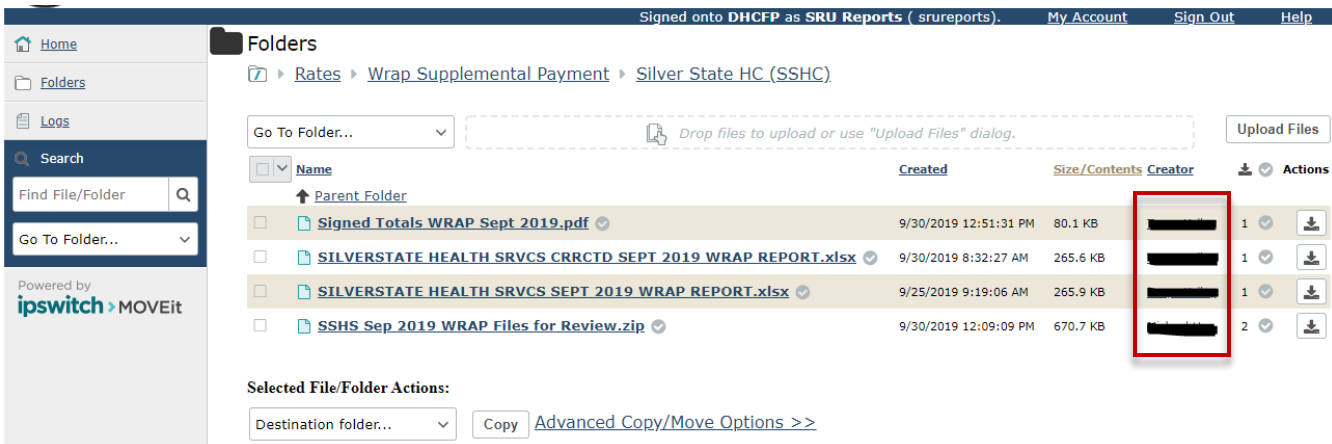 Signed onto DHCFP as SRU Reports ( srureports). My Account Sign Out Help
Home
Folders
Logs
Search
Find File/Folder
Go To Folder...
Powered by
ipswitch MOVEit
Folders
Rates Wrap Supplemental Payment Silver State HC (SSHC)
Go To Folder... Drop files to upload or use "Upload Files" dialog. Upload Files
Name Created Size/Contents Creator Actions
Parent Folder
Signed Totals WRAP Sept 2019.pdf 9/30/2019 12:51:31 PM 80.1 KB 1
SILVERSTATE HEALTH SRVCS CRRCTD SEPT 2019 WRAP REPORT.xlsx 9/30/2019 8:32:27 AM 265.6 KB 1
SILVERSTATE HEALTH SRVCS SEPT 2019 WRAP REPORT.xlsx 9/25/2019 9:19:06 AM 265.9 KB 1
SSHS Sep 2019 WRAP Files for Review.zip 9/30/2019 12:09:09 PM 670.7 KB 2
Selected File/Folder Actions:
Destination folder... Copy Advanced Copy/Move Options >>